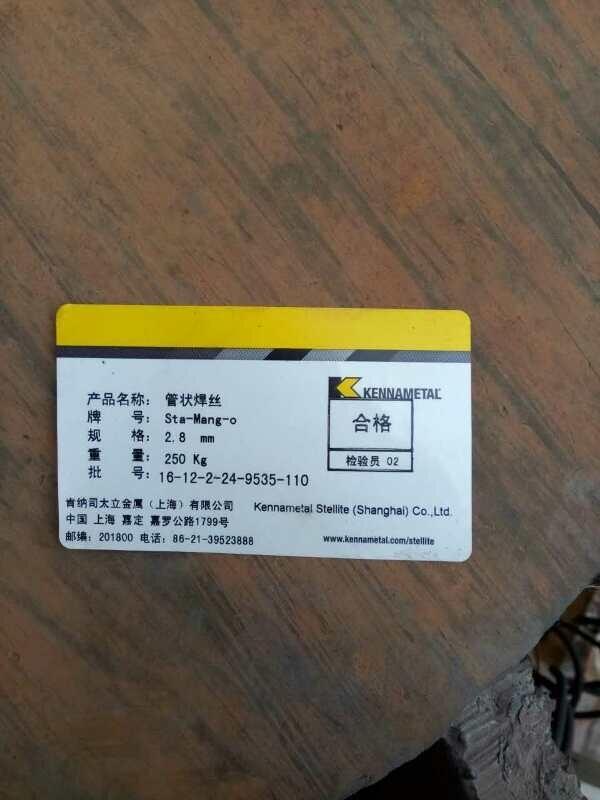 KENNAMETAL
产品名称: 管状焊丝
牌 号: Sta-Mang-o
规 格: 2.8 mm
重 量: 250 Kg
批 号: 16-12-2-24-9535-110
合格
检验员 02
肯纳司太立金属(上海)有限公司 Kennametal Stellite (Shanghai) Co.,Ltd.
中国 上海 嘉定 嘉罗公路1799号
邮编: 201800 电话: 86-21-39523888 www.kennametal.com/stellite